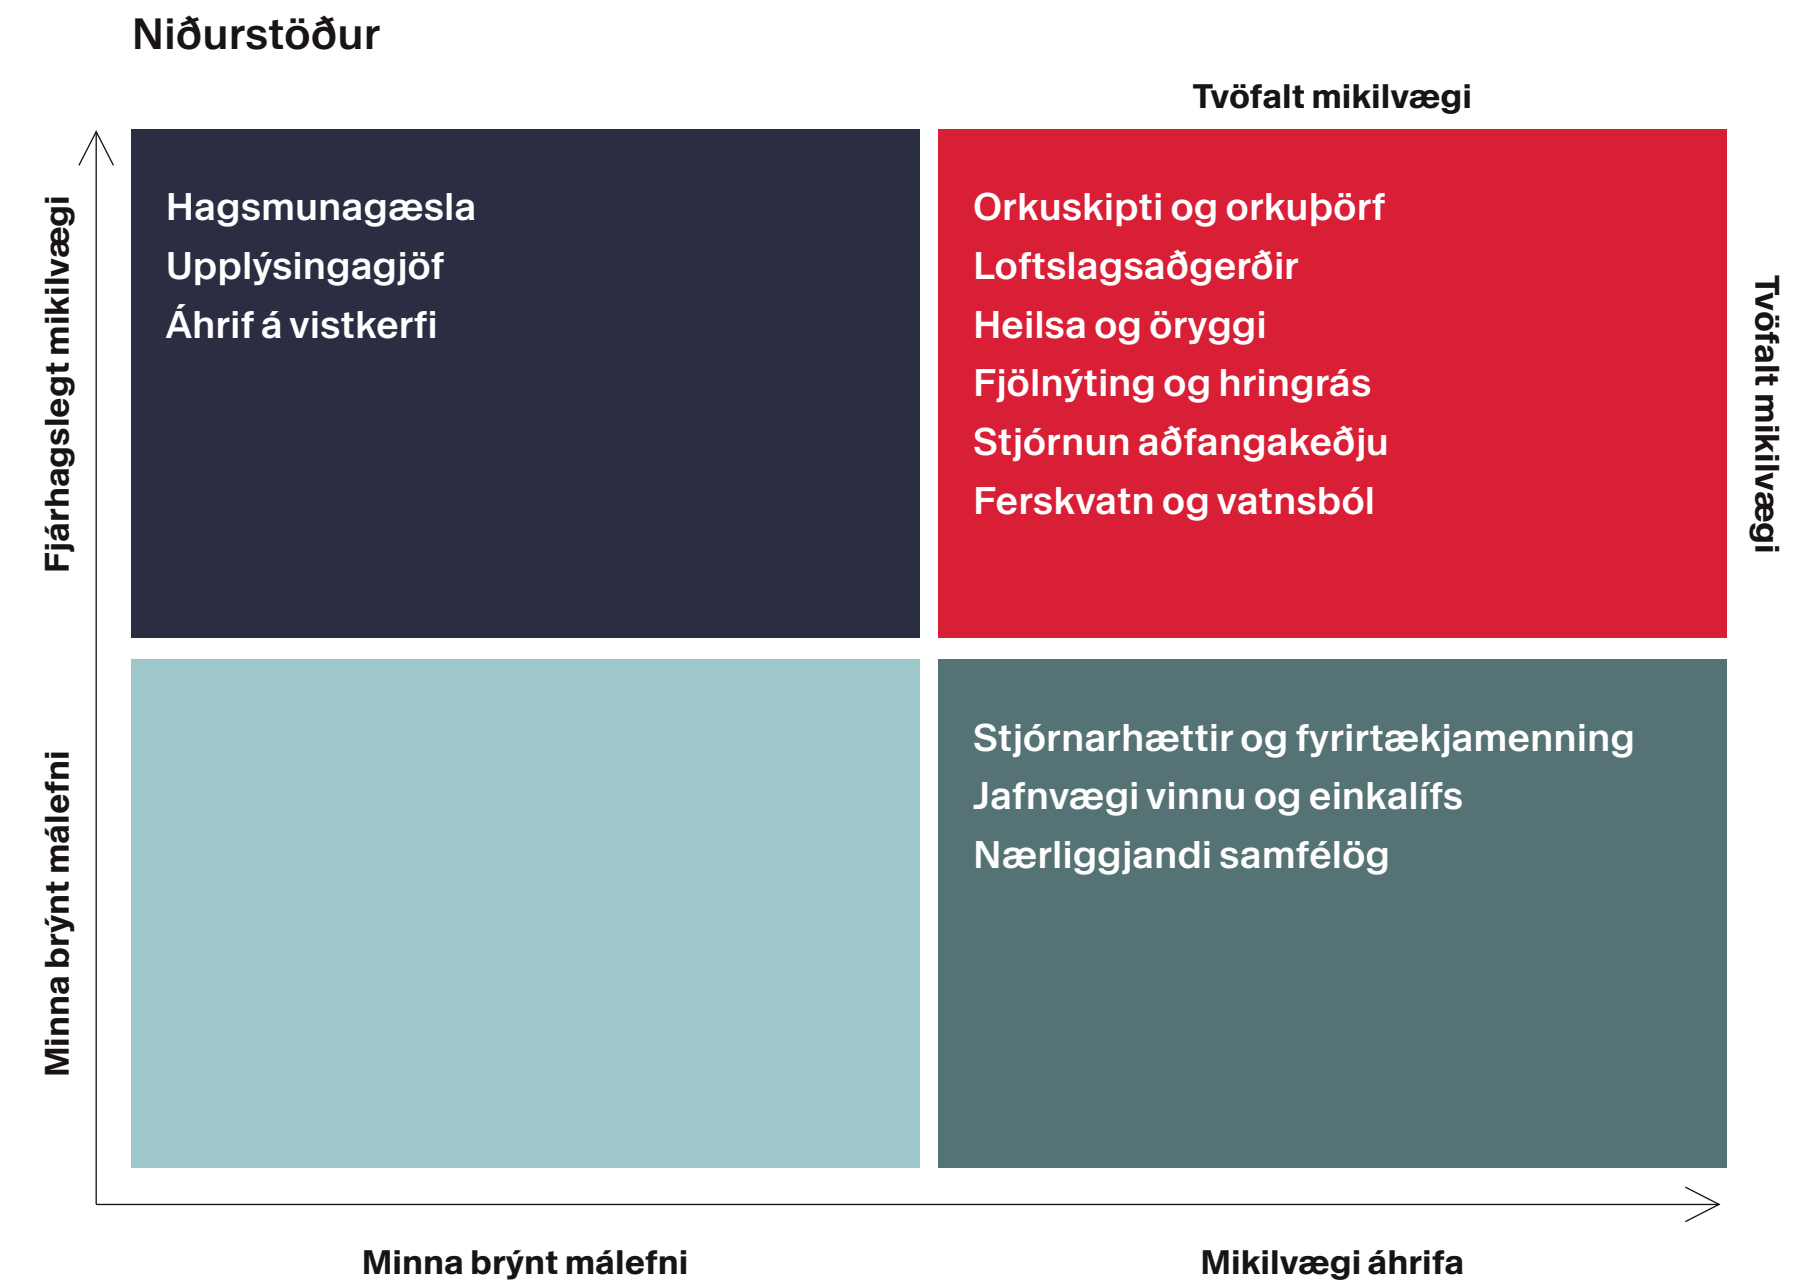 Niðurstöður
Tvöfalt mikilvægi
Fjárhagslegt mikilvægi
Hagsmunagæsla
Upplýsingagjöf
Áhrif á vistkerfi
Orkuskipti og orkuþörf
Loftslagsaðgerðir
Heilsa og öryggi
Fjölnýting og hringrás
Stjórnun aðfangakeðju
Ferskvatn og vatnsból
Tvöfalt mikilvægi
Minna brýnt málefni
Stjórnarhættir og fyrirtækjamenning
Jafnvægi vinnu og einkalífs
Nærliggjandi samfélög
Minna brýnt málefni
Mikilvægi áhrifa